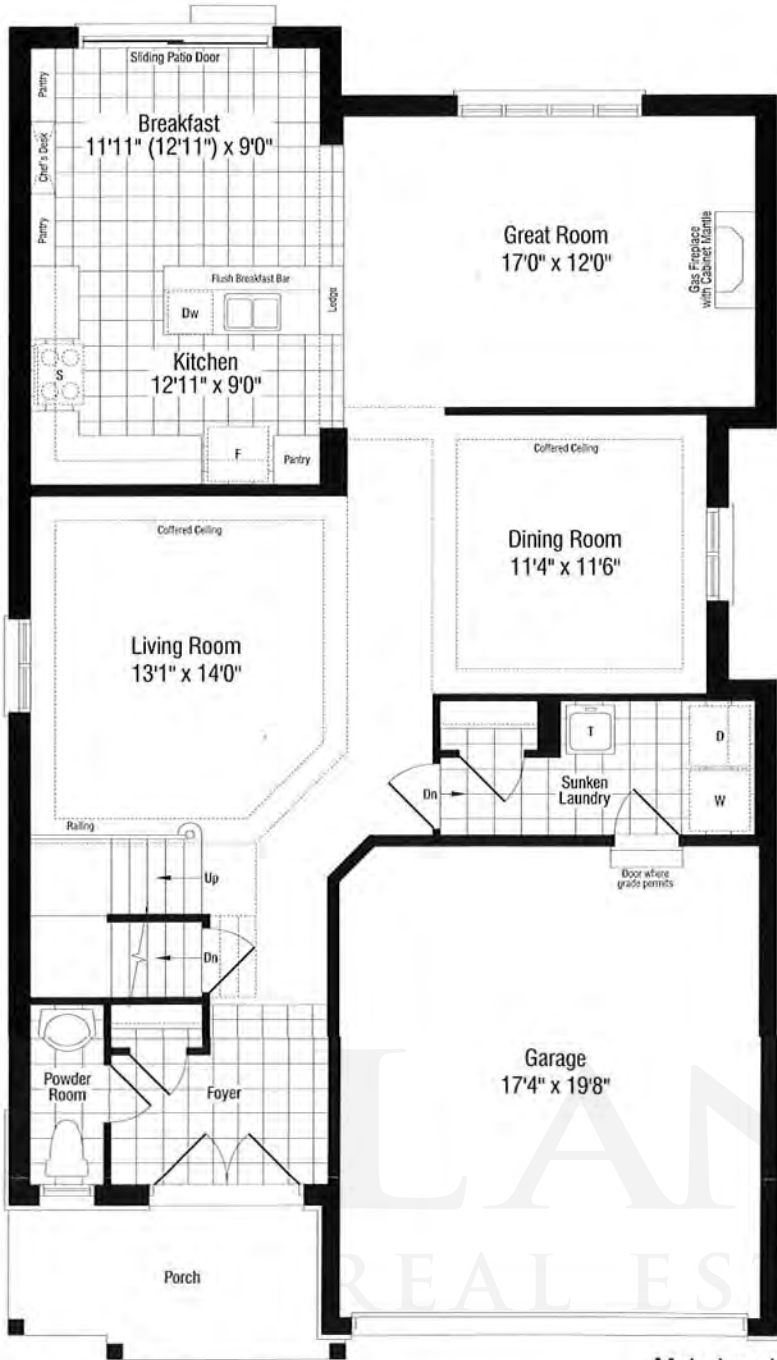 Sliding Patio Door
Pantry
Breakfast
11'11" (12'11") x 9'0"
Chef's Desk
Pantry
Great Room
17'0" x 12'0"
Gas Fireplace
with Cabinet Mantle
Flush Breakfast Bar
Dw
Ledge
Kitchen
12'11" x 9'0"
S
F
Pantry
Coffered Ceiling
Coffered Ceiling
Dining Room
11'4" x 11'6"
Living Room
13'1" x 14'0"
T
D
Sunken
Laundry
Dn
W
Railing
Up
Door where
grade permits
Dn
Powder
Room
Foyer
Garage
17'4" x 19'8"
LAN
REAL EST
Porch